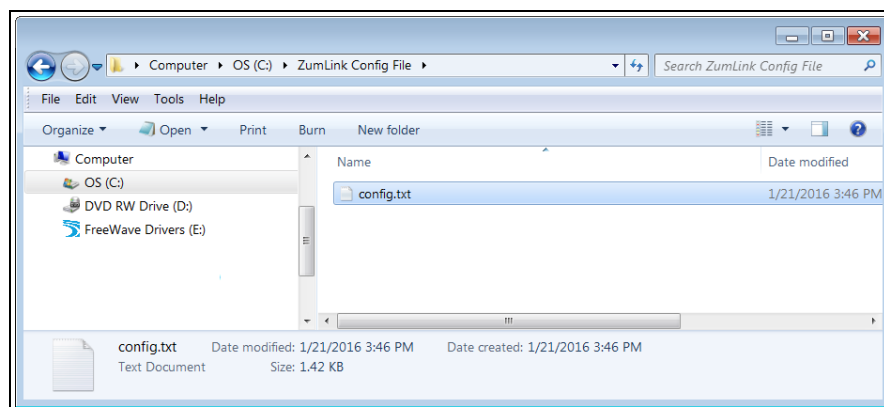 Computer OS (C:) ZumLink Config File Search ZumLink Config File
File Edit View Tools Help
Organize Open Print Burn New folder
Computer
OS (C:)
DVD RW Drive (D:)
FreeWave Drivers (E:)
Name Date modified
config.txt 1/21/2016 3:46 PM
config.txt Date modified: 1/21/2016 3:46 PM Date created: 1/21/2016 3:46 PM
Text Document Size: 1.42 KB